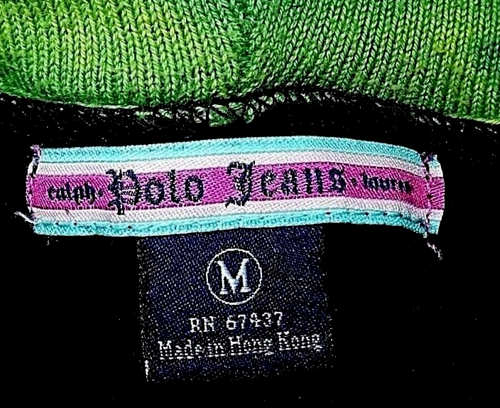 ralph · Polo Jeans · lauren
M
RN 67437
Made in Hong Kong